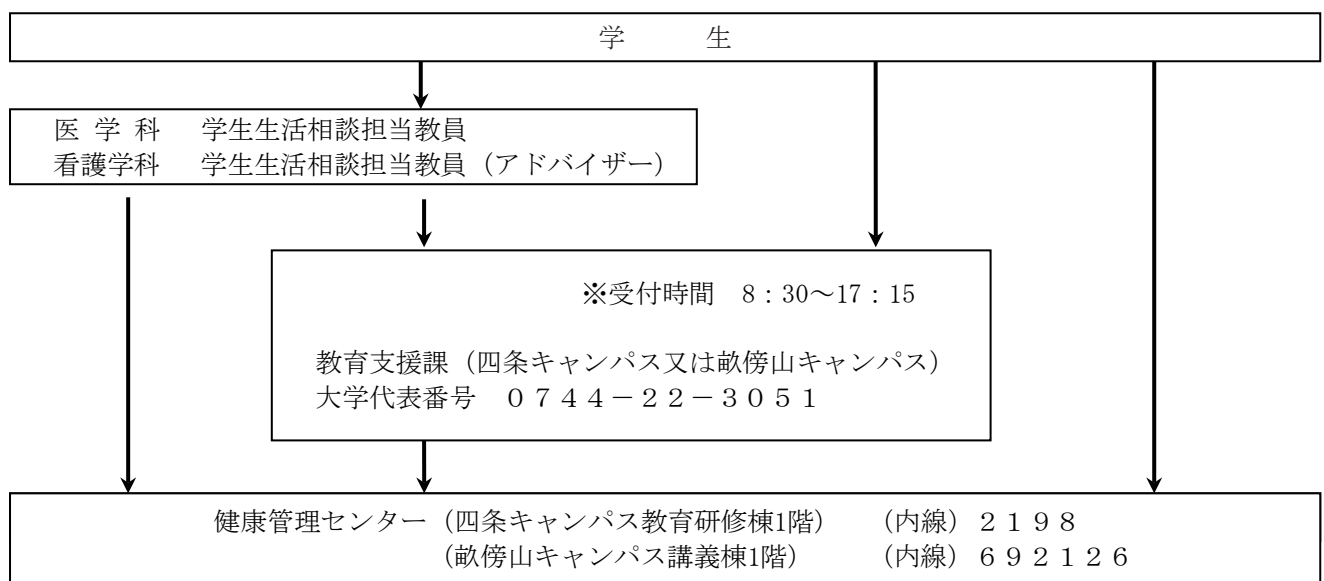 学　　生
医 学 科　学生生活相談担当教員
看護学科　学生生活相談担当教員（アドバイザー）
※受付時間　8：30～17：15
教育支援課（四条キャンパス又は畝傍山キャンパス）
大学代表番号　０７４４－２２－３０５１
健康管理センター（四条キャンパス教育研修棟1階）　（内線）２１９８
（畝傍山キャンパス講義棟1階）　（内線）６９２１２６